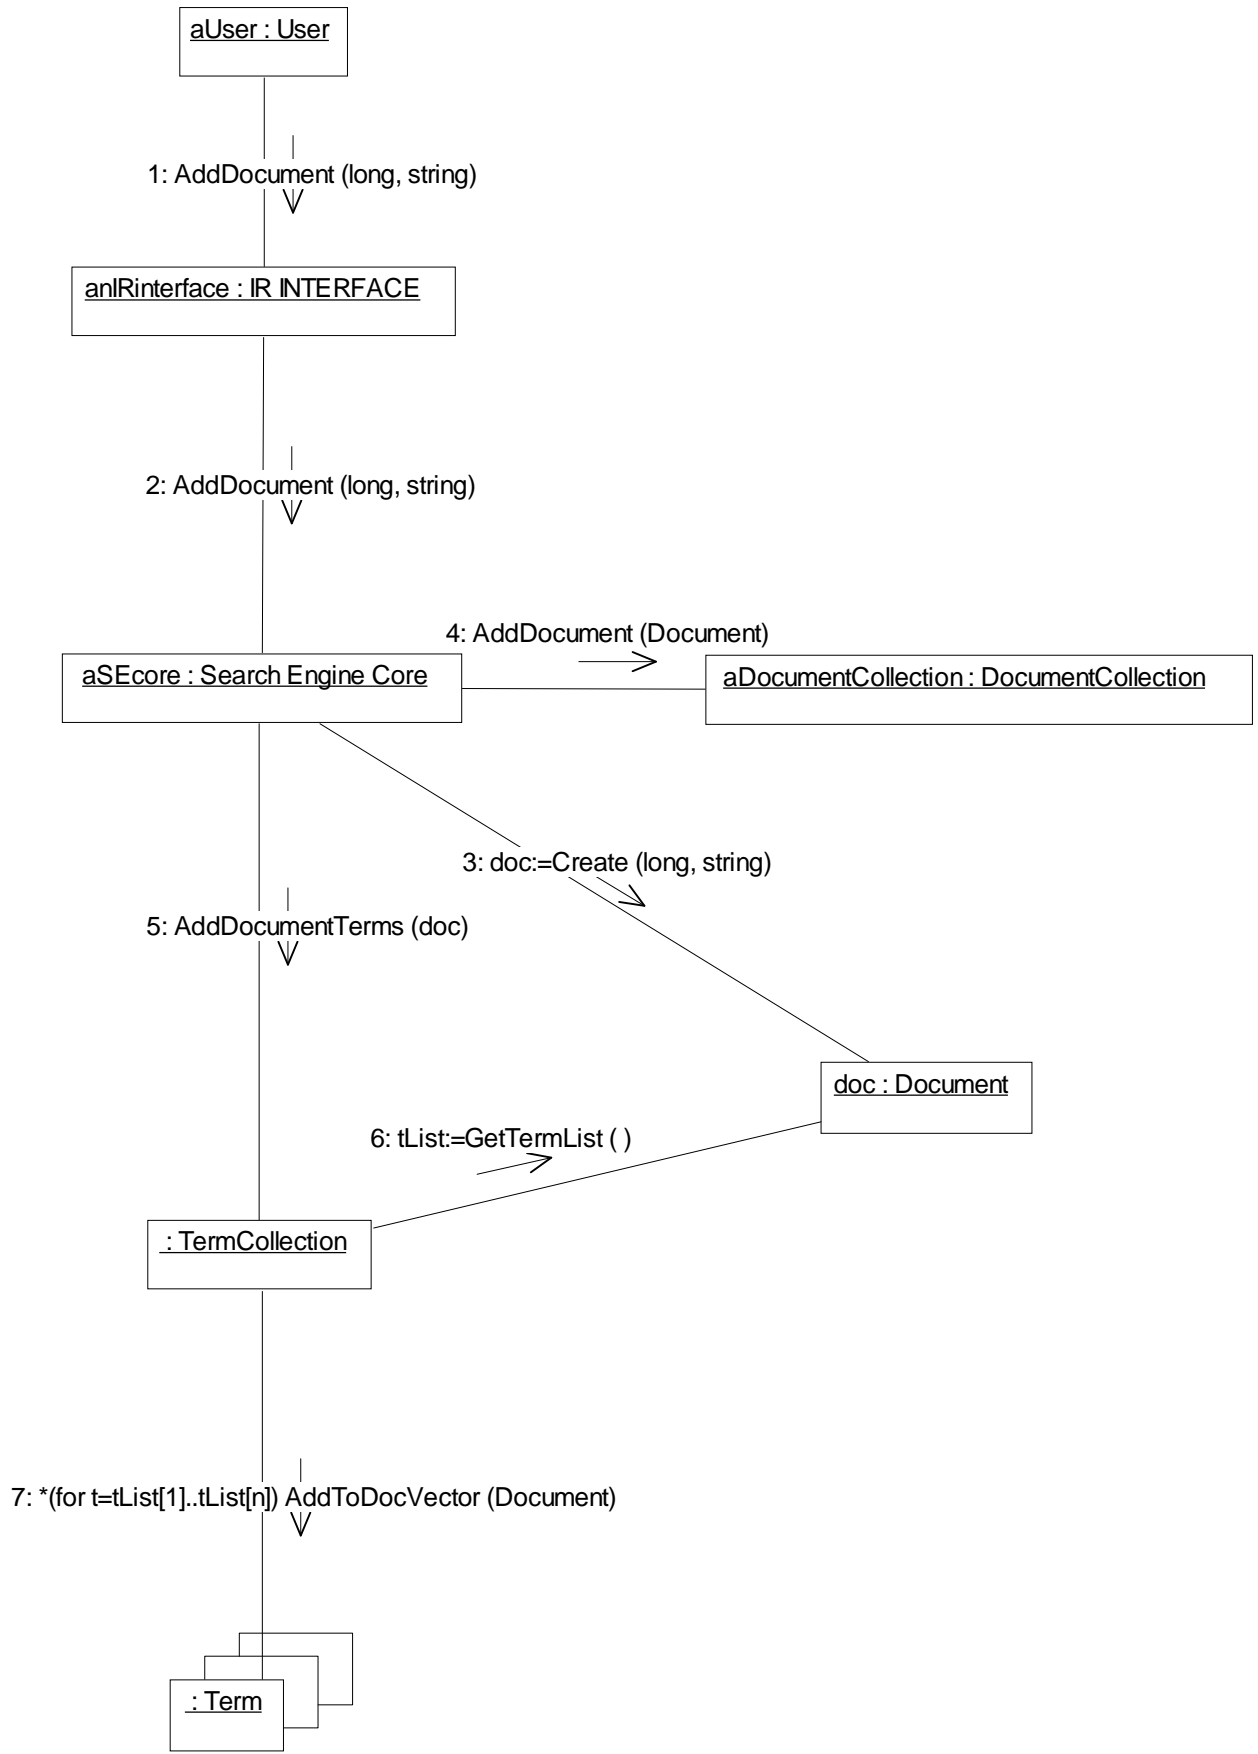 aUser : User
1: AddDocument (long, string)
anIRinterface : IR INTERFACE
2: AddDocument (long, string)
4: AddDocument (Document)
aSEcore : Search Engine Core
aDocumentCollection : DocumentCollection
3: doc:=Create (long, string)
5: AddDocumentTerms (doc)
doc : Document
6: tList:=GetTermList ( )
: TermCollection
7: *(for t=tList[1]..tList[n]) AddToDocVector (Document)
: Term